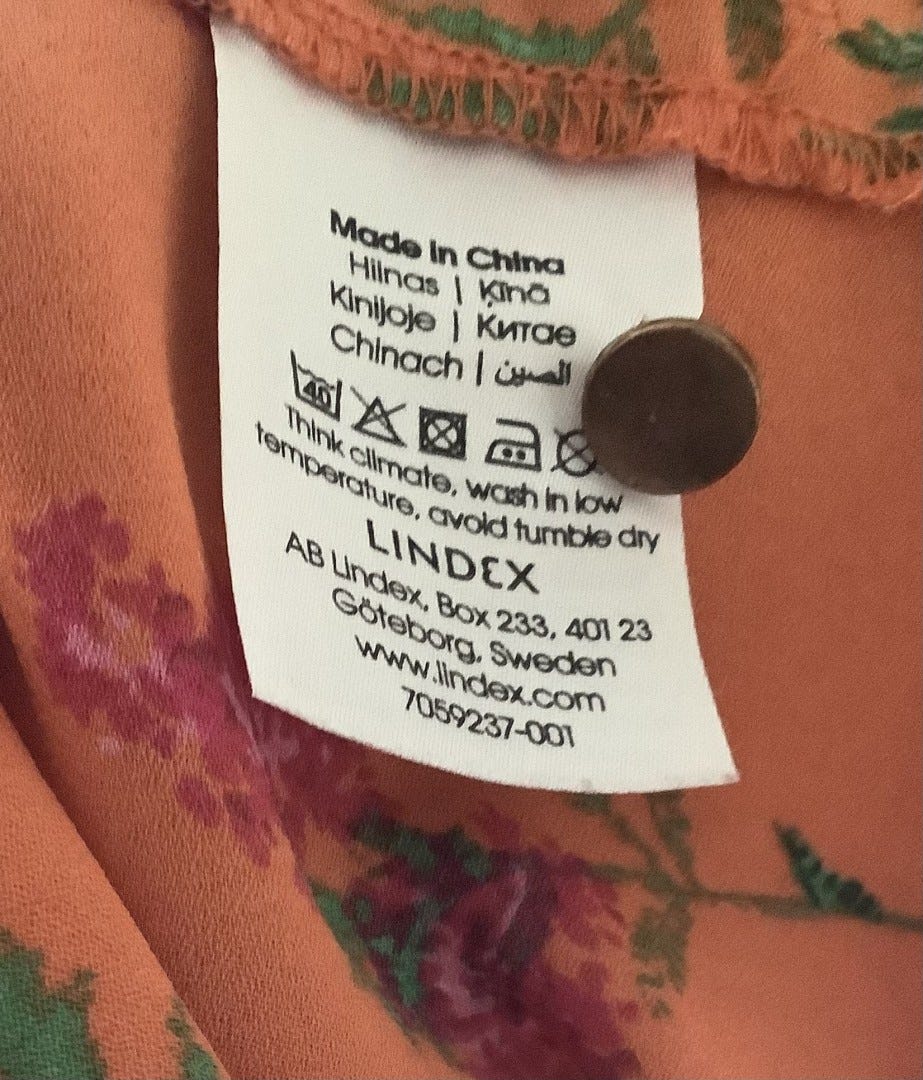 Made in China
Hiinas | Ķīnā
Kinijoje | Китае
Chinach | الصين
40
Think climate, wash in low
temperature, avoid tumble dry
LINDEX
AB Lindex, Box 233, 401 23
Göteborg, Sweden
www.lindex.com
7059237-001